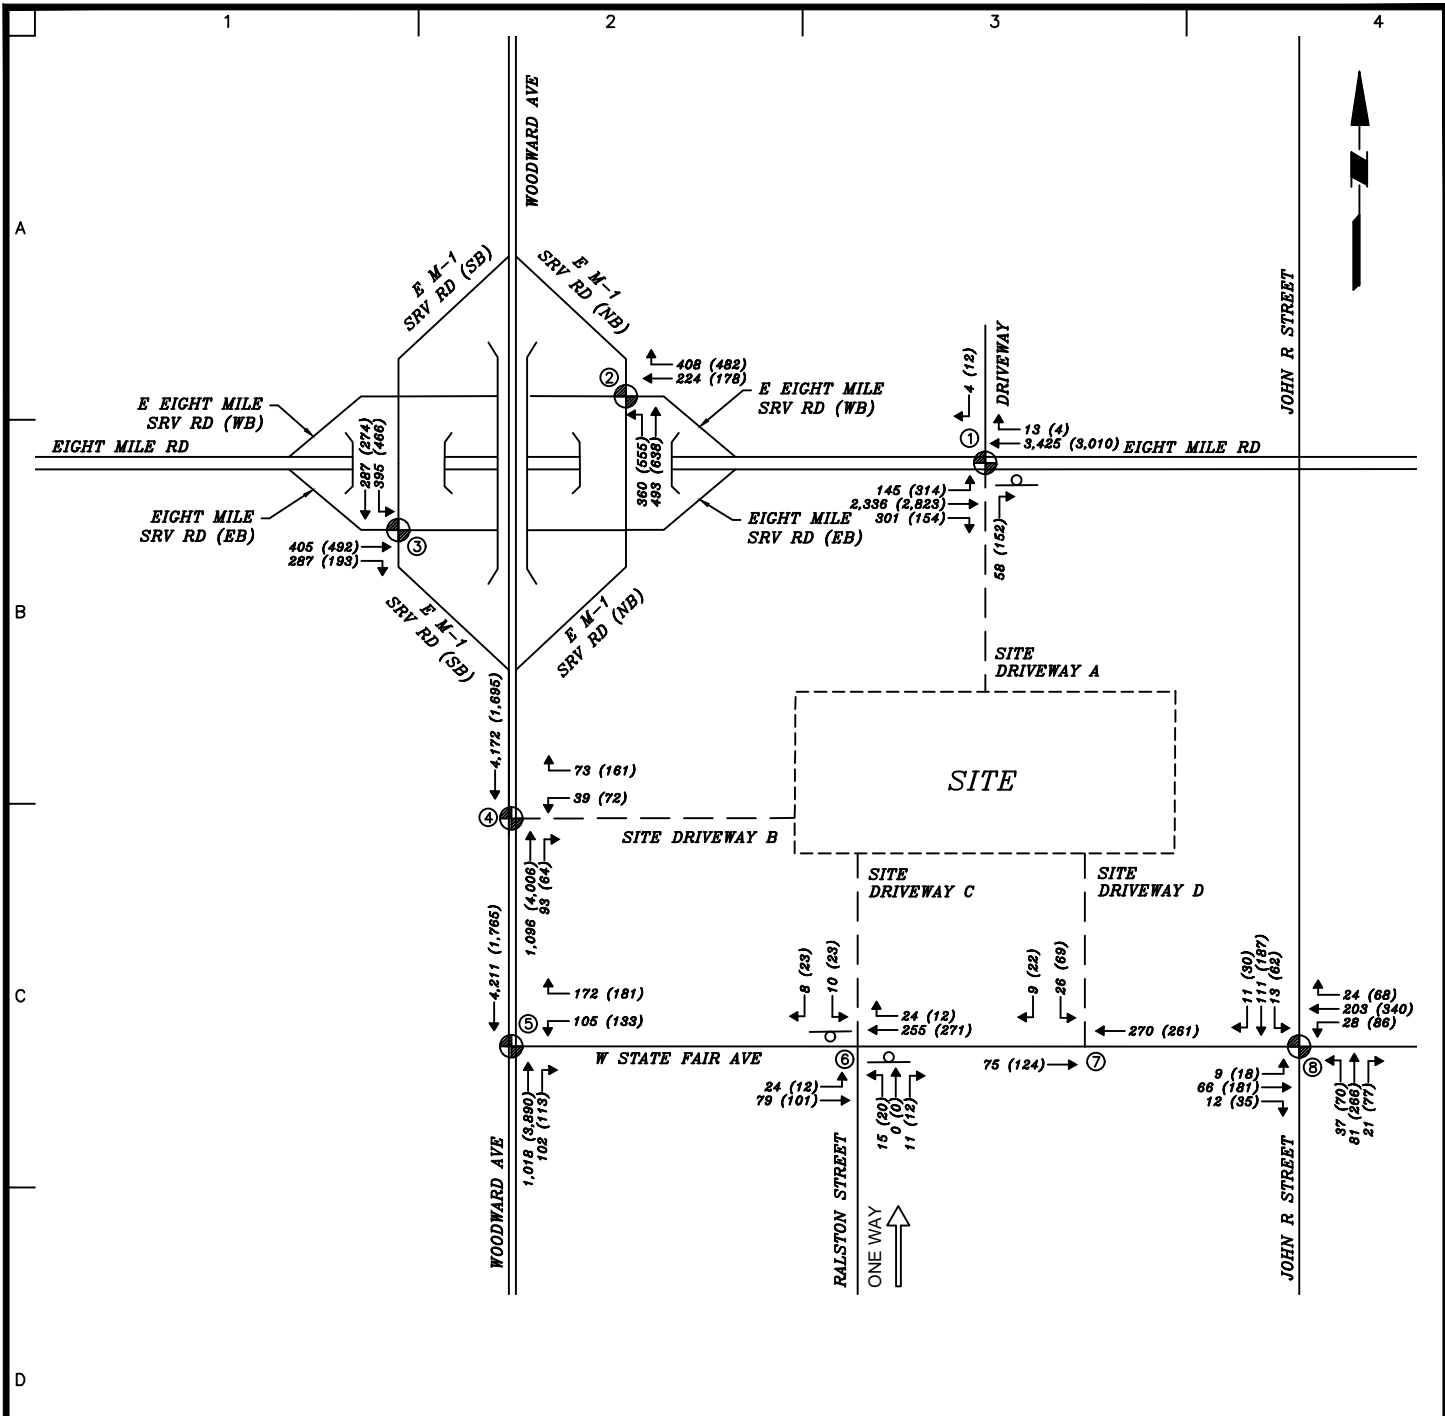 1
2
3
4
A
B
C
D
WOODWARD AVE
E M-1
SRV RD (SB)
E M-1
SRV RD (NB)
JOHN R STREET
DRIVEWAY
4 (12)
②
408 (482)
224 (178)
E EIGHT MILE
SRV RD (WB)
E EIGHT MILE
SRV RD (WB)
EIGHT MILE RD
287 (274)
395 (466)
360 (555)
493 (638)
①
13 (4)
3,425 (3,010)
EIGHT MILE RD
145 (314)
2,336 (2,823)
301 (154)
58 (152)
EIGHT MILE
SRV RD (EB)
EIGHT MILE
SRV RD (EB)
③
405 (492)
287 (193)
E M-1
SRV RD (SB)
E M-1
SRV RD (NB)
SITE
DRIVEWAY A
4,172 (1,695)
73 (161)
39 (72)
④
SITE
SITE DRIVEWAY B
1,096 (4,006)
93 (64)
SITE
DRIVEWAY C
SITE
DRIVEWAY D
4,211 (1,765)
172 (181)
105 (133)
⑤
8 (23)
10 (23)
24 (12)
255 (271)
9 (22)
26 (69)
270 (261)
11 (30)
111 (187)
13 (62)
24 (68)
203 (340)
28 (86)
W STATE FAIR AVE
⑥
75 (124)
⑦
⑧
24 (12)
79 (101)
15 (20)
0 (0)
11 (12)
9 (18)
66 (181)
12 (35)
37 (70)
81 (266)
21 (77)
1,018 (3,890)
102 (113)
WOODWARD AVE
RALSTON STREET
ONE WAY
JOHN R STREET